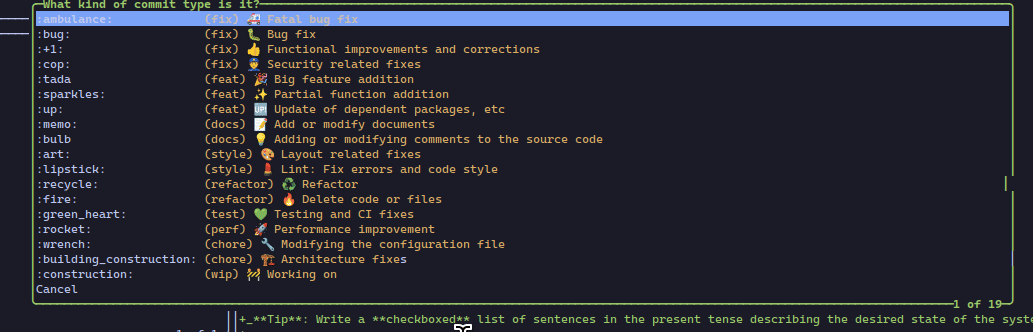 What kind of commit type is it?
:ambulance: (fix) 🚑 Fatal bug fix
:bug: (fix) 🐛 Bug fix
:+1: (fix) 👍 Functional improvements and corrections
:cop: (fix) 👮 Security related fixes
:tada (feat) 🎉 Big feature addition
:sparkles: (feat) ✨ Partial function addition
:up: (feat) 🆙 Update of dependent packages, etc
:memo: (docs) 📝 Add or modify documents
:bulb (docs) 💡 Adding or modifying comments to the source code
:art: (style) 🎨 Layout related fixes
:lipstick: (style) 💄 Lint: Fix errors and code style
:recycle: (refactor) ♻️ Refactor
:fire: (refactor) 🔥 Delete code or files
:green_heart: (test) 💚 Testing and CI fixes
:rocket: (perf) 🚀 Performance improvement
:wrench: (chore) 🔧 Modifying the configuration file
:building_construction: (chore) 🏗️ Architecture fixes
:construction: (wip) 🚧 Working on
Cancel
1 of 19
+_**Tip**: Write a **checkboxed** list of sentences in the present tense describing the desired state of the syst